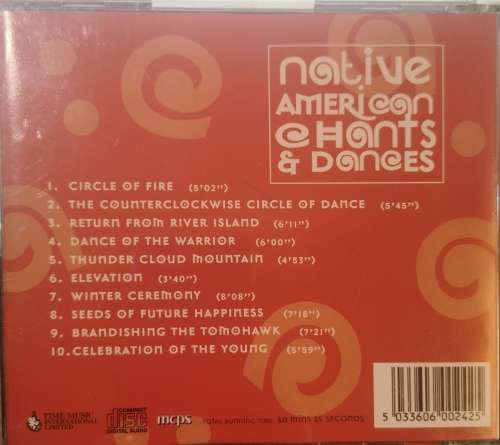 native
AMERICAN
CHANTS
& DANCES
1. CIRCLE OF FIRE (5'02")
2. THE COUNTERCLOCKWISE CIRCLE OF DANCE (5'45")
3. RETURN FROM RIVER ISLAND (6'11")
4. DANCE OF THE WARRIOR (6'00")
5. THUNDER CLOUD MOUNTAIN (4'53")
6. ELEVATION (3'40")
7. WINTER CEREMONY (8'08")
8. SEEDS OF FUTURE HAPPINESS (7'18")
9. BRANDISHING THE TOMOHAWK (7'21")
10. CELEBRATION OF THE YOUNG (5'59")
TIME MUSIC
INTERNATIONAL
LIMITED
COMPACT
disc
DIGITAL AUDIO
mcps
TOTAL RUNNING TIME: 60 MINS 25 SECONDS
5 033606 002425